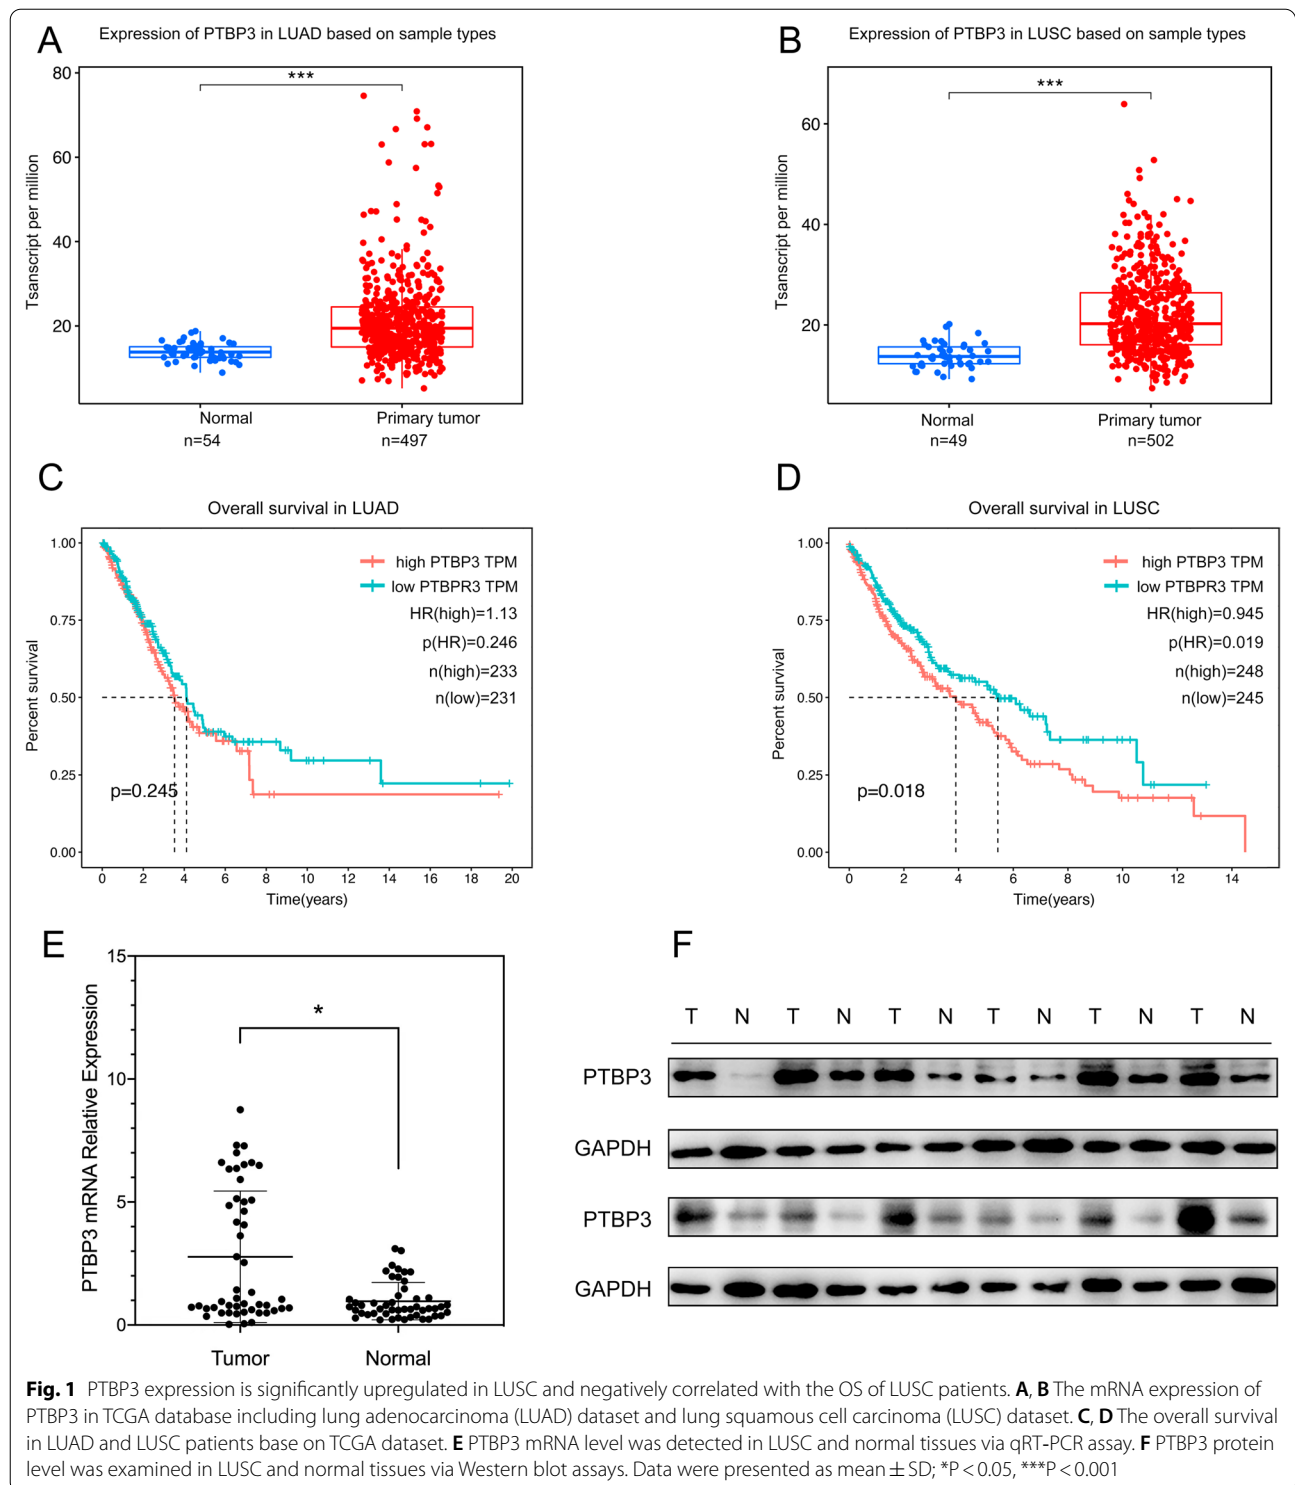 A
Expression of PTBP3 in LUAD based on sample types
***
80
60
40
20
Tsanscript per million
Normal
Primary tumor
n=54
n=497
B
Expression of PTBP3 in LUSC based on sample types
***
60
40
20
Tsanscript per million
Normal
Primary tumor
n=49
n=502
C
Overall survival in LUAD
1.00
0.75
0.50
0.25
0.00
Percent survival
high PTBP3 TPM
low PTBPR3 TPM
HR(high)=1.13
p(HR)=0.246
n(high)=233
n(low)=231
p=0.245
0 2 4 6 8 10 12 14 16 18 20
Time(years)
D
Overall survival in LUSC
1.00
0.75
0.50
0.25
0.00
Percent survival
high PTBP3 TPM
low PTBPR3 TPM
HR(high)=0.945
p(HR)=0.019
n(high)=248
n(low)=245
p=0.018
0 2 4 6 8 10 12 14
Time(years)
E
15
10
5
0
PTBP3 mRNA Relative Expression
*
Tumor
Normal
F
T N T N T N T N T N T N
PTBP3
GAPDH
PTBP3
GAPDH
Fig. 1 PTBP3 expression is significantly upregulated in LUSC and negatively correlated with the OS of LUSC patients. A, B The mRNA expression of
PTBP3 in TCGA database including lung adenocarcinoma (LUAD) dataset and lung squamous cell carcinoma (LUSC) dataset. C, D The overall survival
in LUAD and LUSC patients base on TCGA dataset. E PTBP3 mRNA level was detected in LUSC and normal tissues via qRT-PCR assay. F PTBP3 protein
level was examined in LUSC and normal tissues via Western blot assays. Data were presented as mean ± SD; *P < 0.05, ***P < 0.001